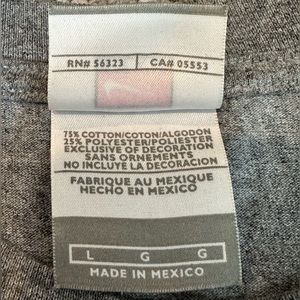 RN# 56323 CA# 05553
75% COTTON/COTON/ALGODON
25% POLYESTER/POLIESTER
EXCLUSIVE OF DECORATION
SANS ORNEMENTS
NO INCLUYE LA DECORACION
FABRIQUE AU MEXIQUE
HECHO EN MEXICO
L G G
MADE IN MEXICO